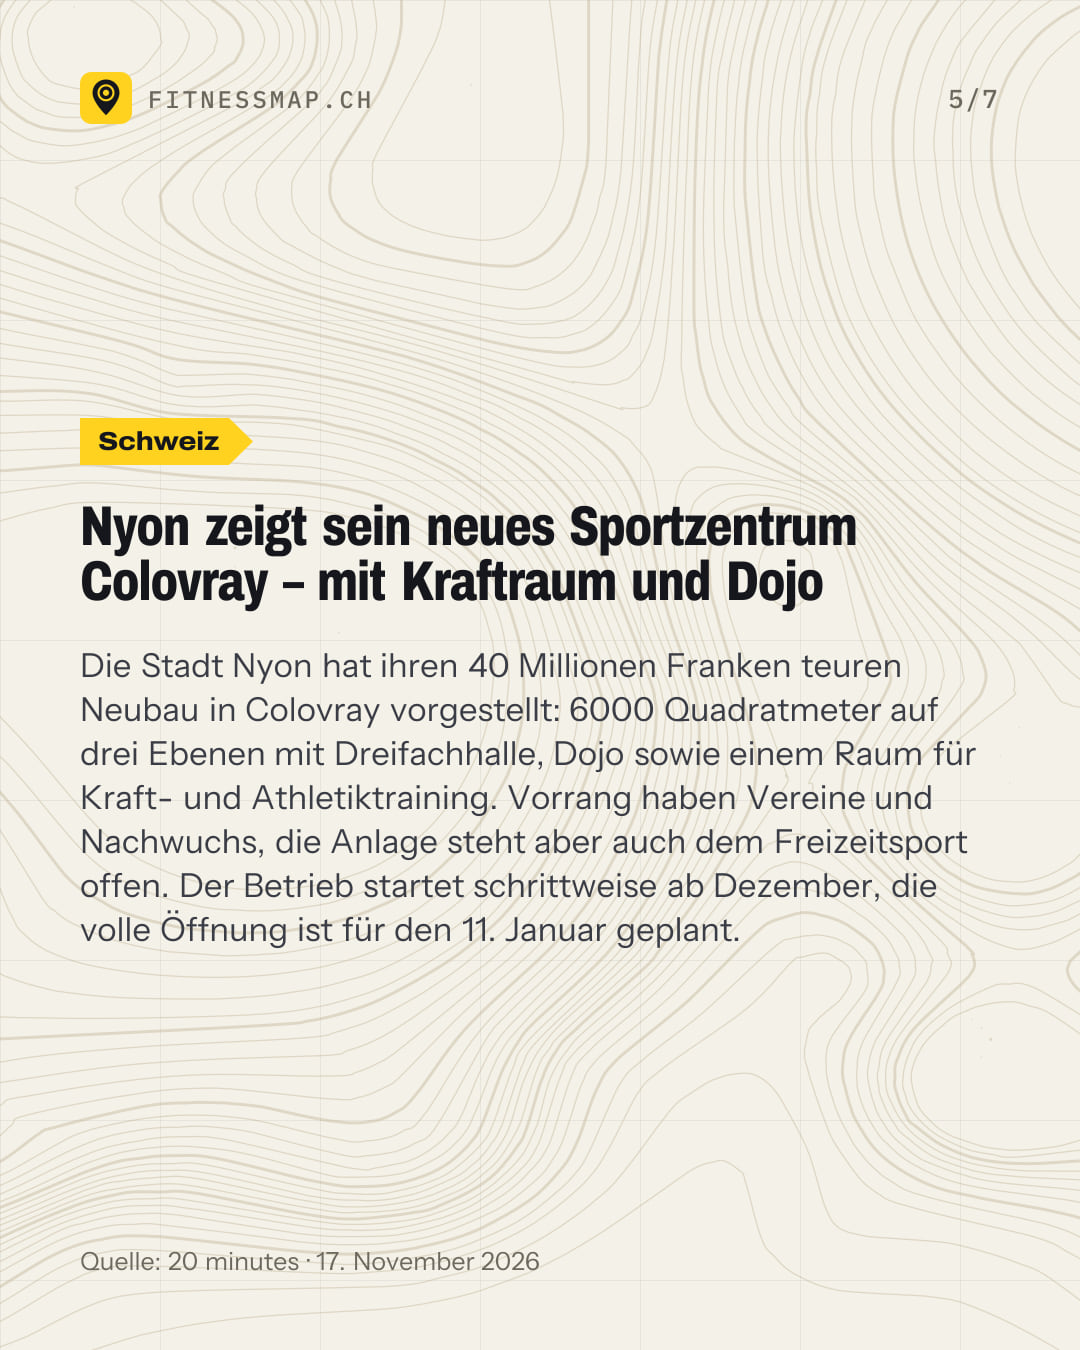 FITNESSMAP.CH
5/7
Schweiz
Nyon zeigt sein neues Sportzentrum
Colovray – mit Kraftraum und Dojo
Die Stadt Nyon hat ihren 40 Millionen Franken teuren
Neubau in Colovray vorgestellt: 6000 Quadratmeter auf
drei Ebenen mit Dreifachhalle, Dojo sowie einem Raum für
Kraft- und Athletiktraining. Vorrang haben Vereine und
Nachwuchs, die Anlage steht aber auch dem Freizeitsport
offen. Der Betrieb startet schrittweise ab Dezember, die
volle Öffnung ist für den 11. Januar geplant.
Quelle: 20 minutes · 17. November 2026